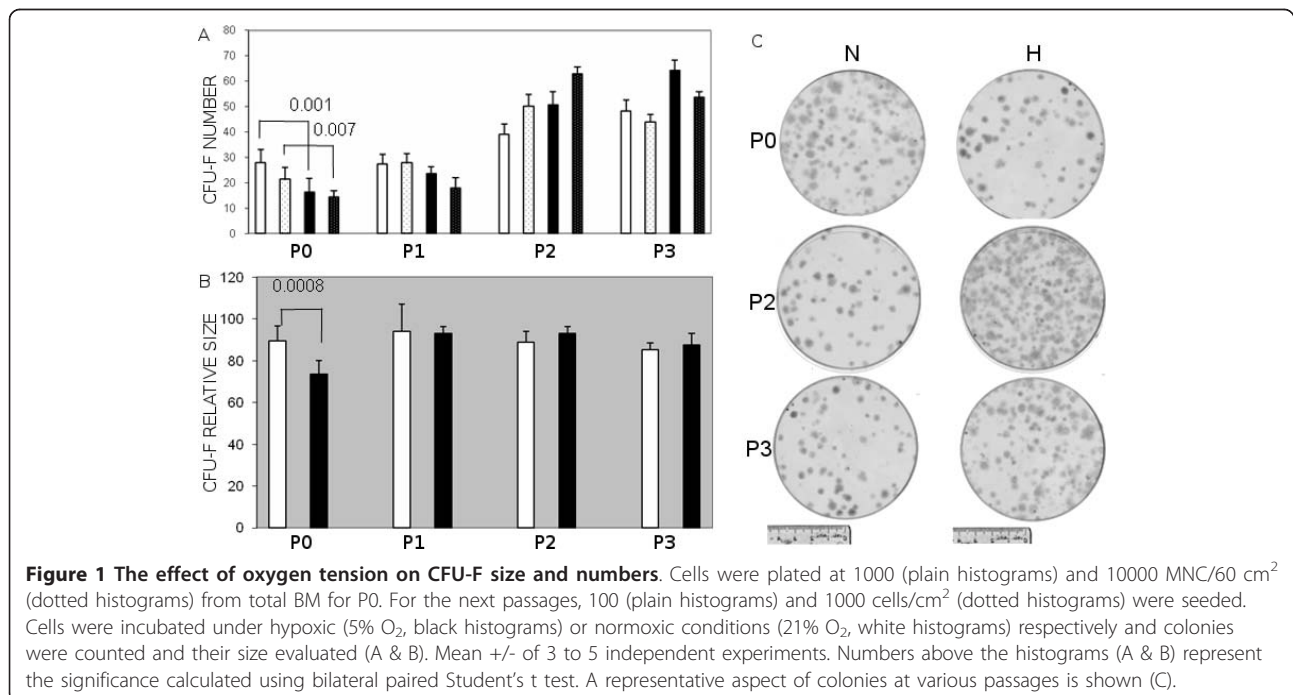 A
CFU-F NUMBER
80
70
60
50
40
30
20
10
0
0.001
0.007
P0 P1 P2 P3
B
CFU-F RELATIVE SIZE
120
100
80
60
40
20
0
0.0008
P0 P1 P2 P3
C
N H
P0
P2
P3
Figure 1 The effect of oxygen tension on CFU-F size and numbers. Cells were plated at 1000 (plain histograms) and 10000 MNC/60 cm²
(dotted histograms) from total BM for P0. For the next passages, 100 (plain histograms) and 1000 cells/cm² (dotted histograms) were seeded.
Cells were incubated under hypoxic (5% O₂, black histograms) or normoxic conditions (21% O₂, white histograms) respectively and colonies
were counted and their size evaluated (A & B). Mean +/- of 3 to 5 independent experiments. Numbers above the histograms (A & B) represent
the significance calculated using bilateral paired Student's t test. A representative aspect of colonies at various passages is shown (C).